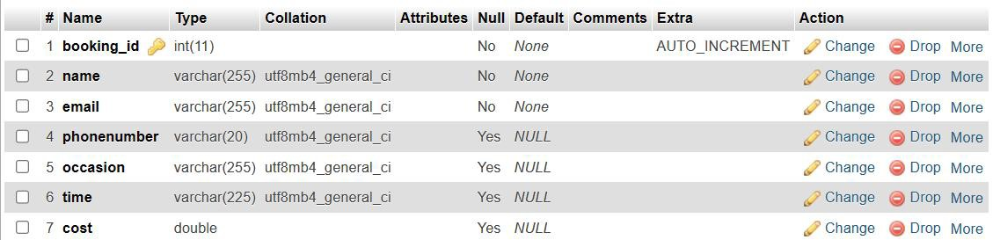 # Name Type Collation Attributes Null Default Comments Extra Action
1 booking_id int(11) No None AUTO_INCREMENT Change Drop More
2 name varchar(255) utf8mb4_general_ci No None Change Drop More
3 email varchar(255) utf8mb4_general_ci No None Change Drop More
4 phonenumber varchar(20) utf8mb4_general_ci Yes NULL Change Drop More
5 occasion varchar(255) utf8mb4_general_ci Yes NULL Change Drop More
6 time varchar(225) utf8mb4_general_ci Yes NULL Change Drop More
7 cost double Yes NULL Change Drop More